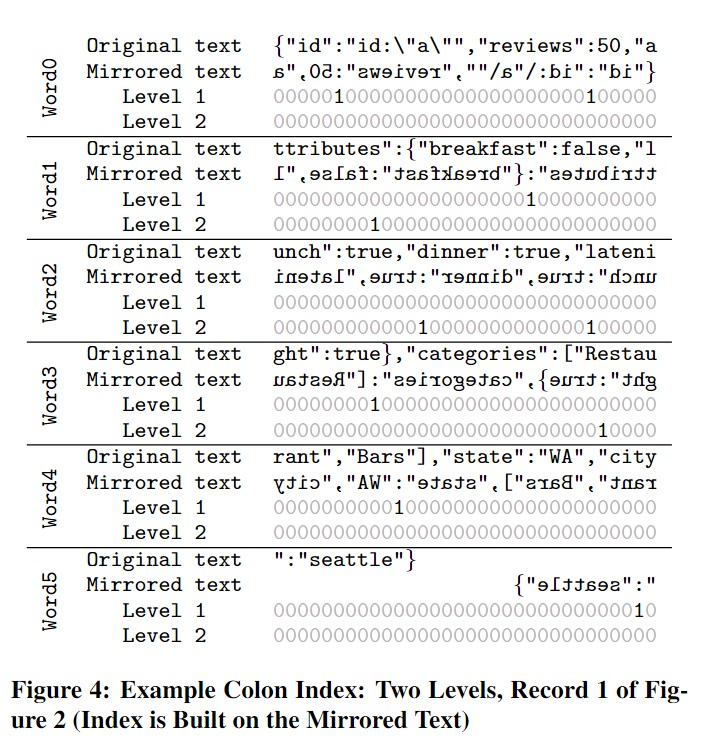 Word0
Original text {"id":"id:\"a\"","reviews":50,"a
Mirrored text a",05:"sweiver",""/a"/:di":"di"}
Level 1 00000100000000000000000000100000
Level 2 00000000000000000000000000000000
Word1
Original text ttributes":{"breakfast":false,"l
Mirrored text l",eslaf:"tsafkaerb"}:"setubirtt
Level 1 00000000000000000000010000000000
Level 2 00000000100000000000000000000000
Word2
Original text unch":true,"dinner":true,"lateni
Mirrored text inetal",eurt:"rennid",eurt:"hcnu
Level 1 00000000000000000000000000000000
Level 2 00000000000010000000000000100000
Word3
Original text ght":true},"categories":["Restau
Mirrored text uatseR"]:"seirogetac",{eurt:"thg
Level 1 00000000100000000000000000000000
Level 2 00000000000000000000000000010000
Word4
Original text rant","Bars"],"state":"WA","city
Mirrored text ytic","AW":"etats",["sraB","tnar
Level 1 00000000001000000000000000000000
Level 2 00000000000000000000000000000000
Word5
Original text ":"seattle"}
Mirrored text {"elttaes":"
Level 1 00000000000000000000000000000010
Level 2 00000000000000000000000000000000
Figure 4: Example Colon Index: Two Levels, Record 1 of Fig-
ure 2 (Index is Built on the Mirrored Text)